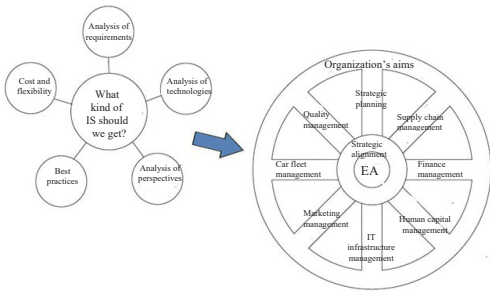 Analysis of
requirements
Cost and
flexibility
What
kind of
IS should
we get?
Analysis of
technologies
Best
practices
Analysis of
perspectives
Organization's aims
Strategic
planning
Quality
management
Supply chain
management
Strategic
alignment
EA
Car fleet
management
Finance
management
Marketing
management
Human capital
management
IT
infrastructure
management